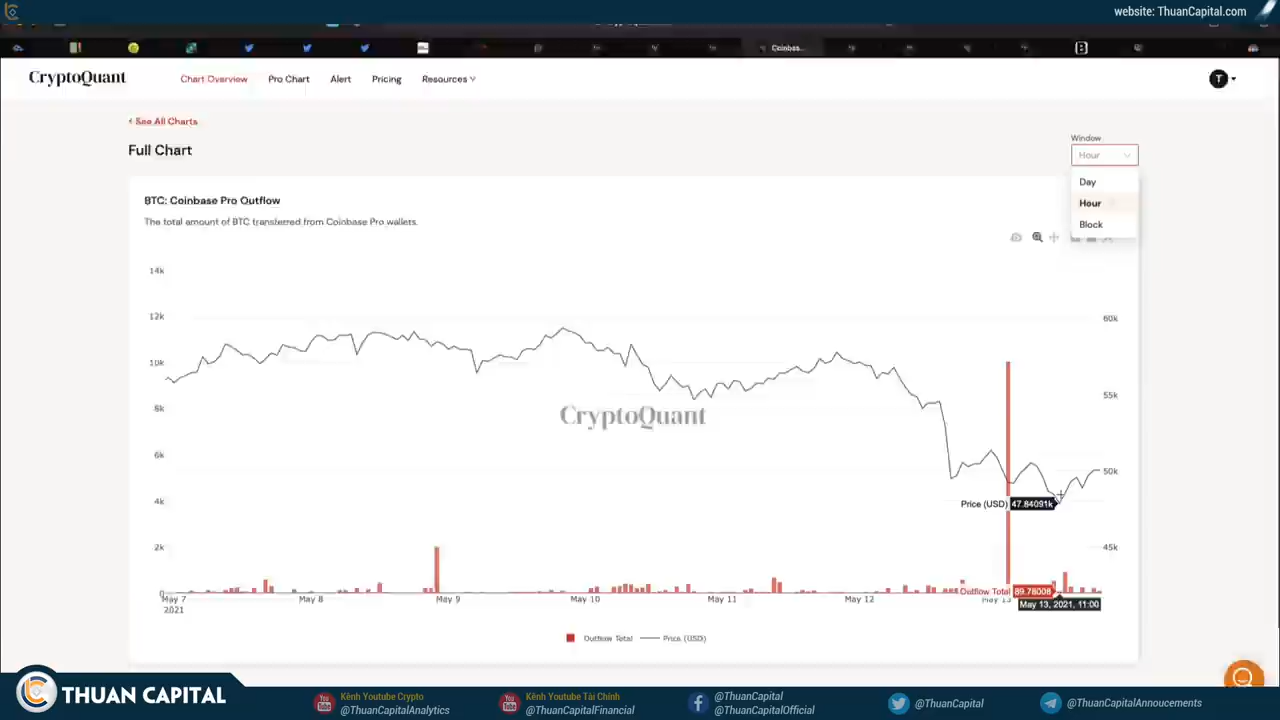 website: ThuanCapital.com
Coinbas...
CryptoQuant
Chart Overview
Pro Chart
Alert
Pricing
Resources
T
See All Charts
Full Chart
Window
Hour
Day
Hour
Block
BTC: Coinbase Pro Outflow
The total amount of BTC transferred from Coinbase Pro wallets.
14k
12k
10k
8k
6k
4k
2k
0
60k
55k
50k
45k
CryptoQuant
Price (USD) 47.84091k
Outflow Total 89.78008
May 13, 2021, 11:00
May 7
2021
May 8
May 9
May 10
May 11
May 12
May 13
Outflow Total
Price (USD)
THUAN CAPITAL
Kênh Youtube Crypto
@ThuanCapitalAnalytics
Kênh Youtube Tài Chính
@ThuanCapitalFinancial
@ThuanCapital
@ThuanCapitalOfficial
@ThuanCapital
@ThuanCapitalAnnoucements